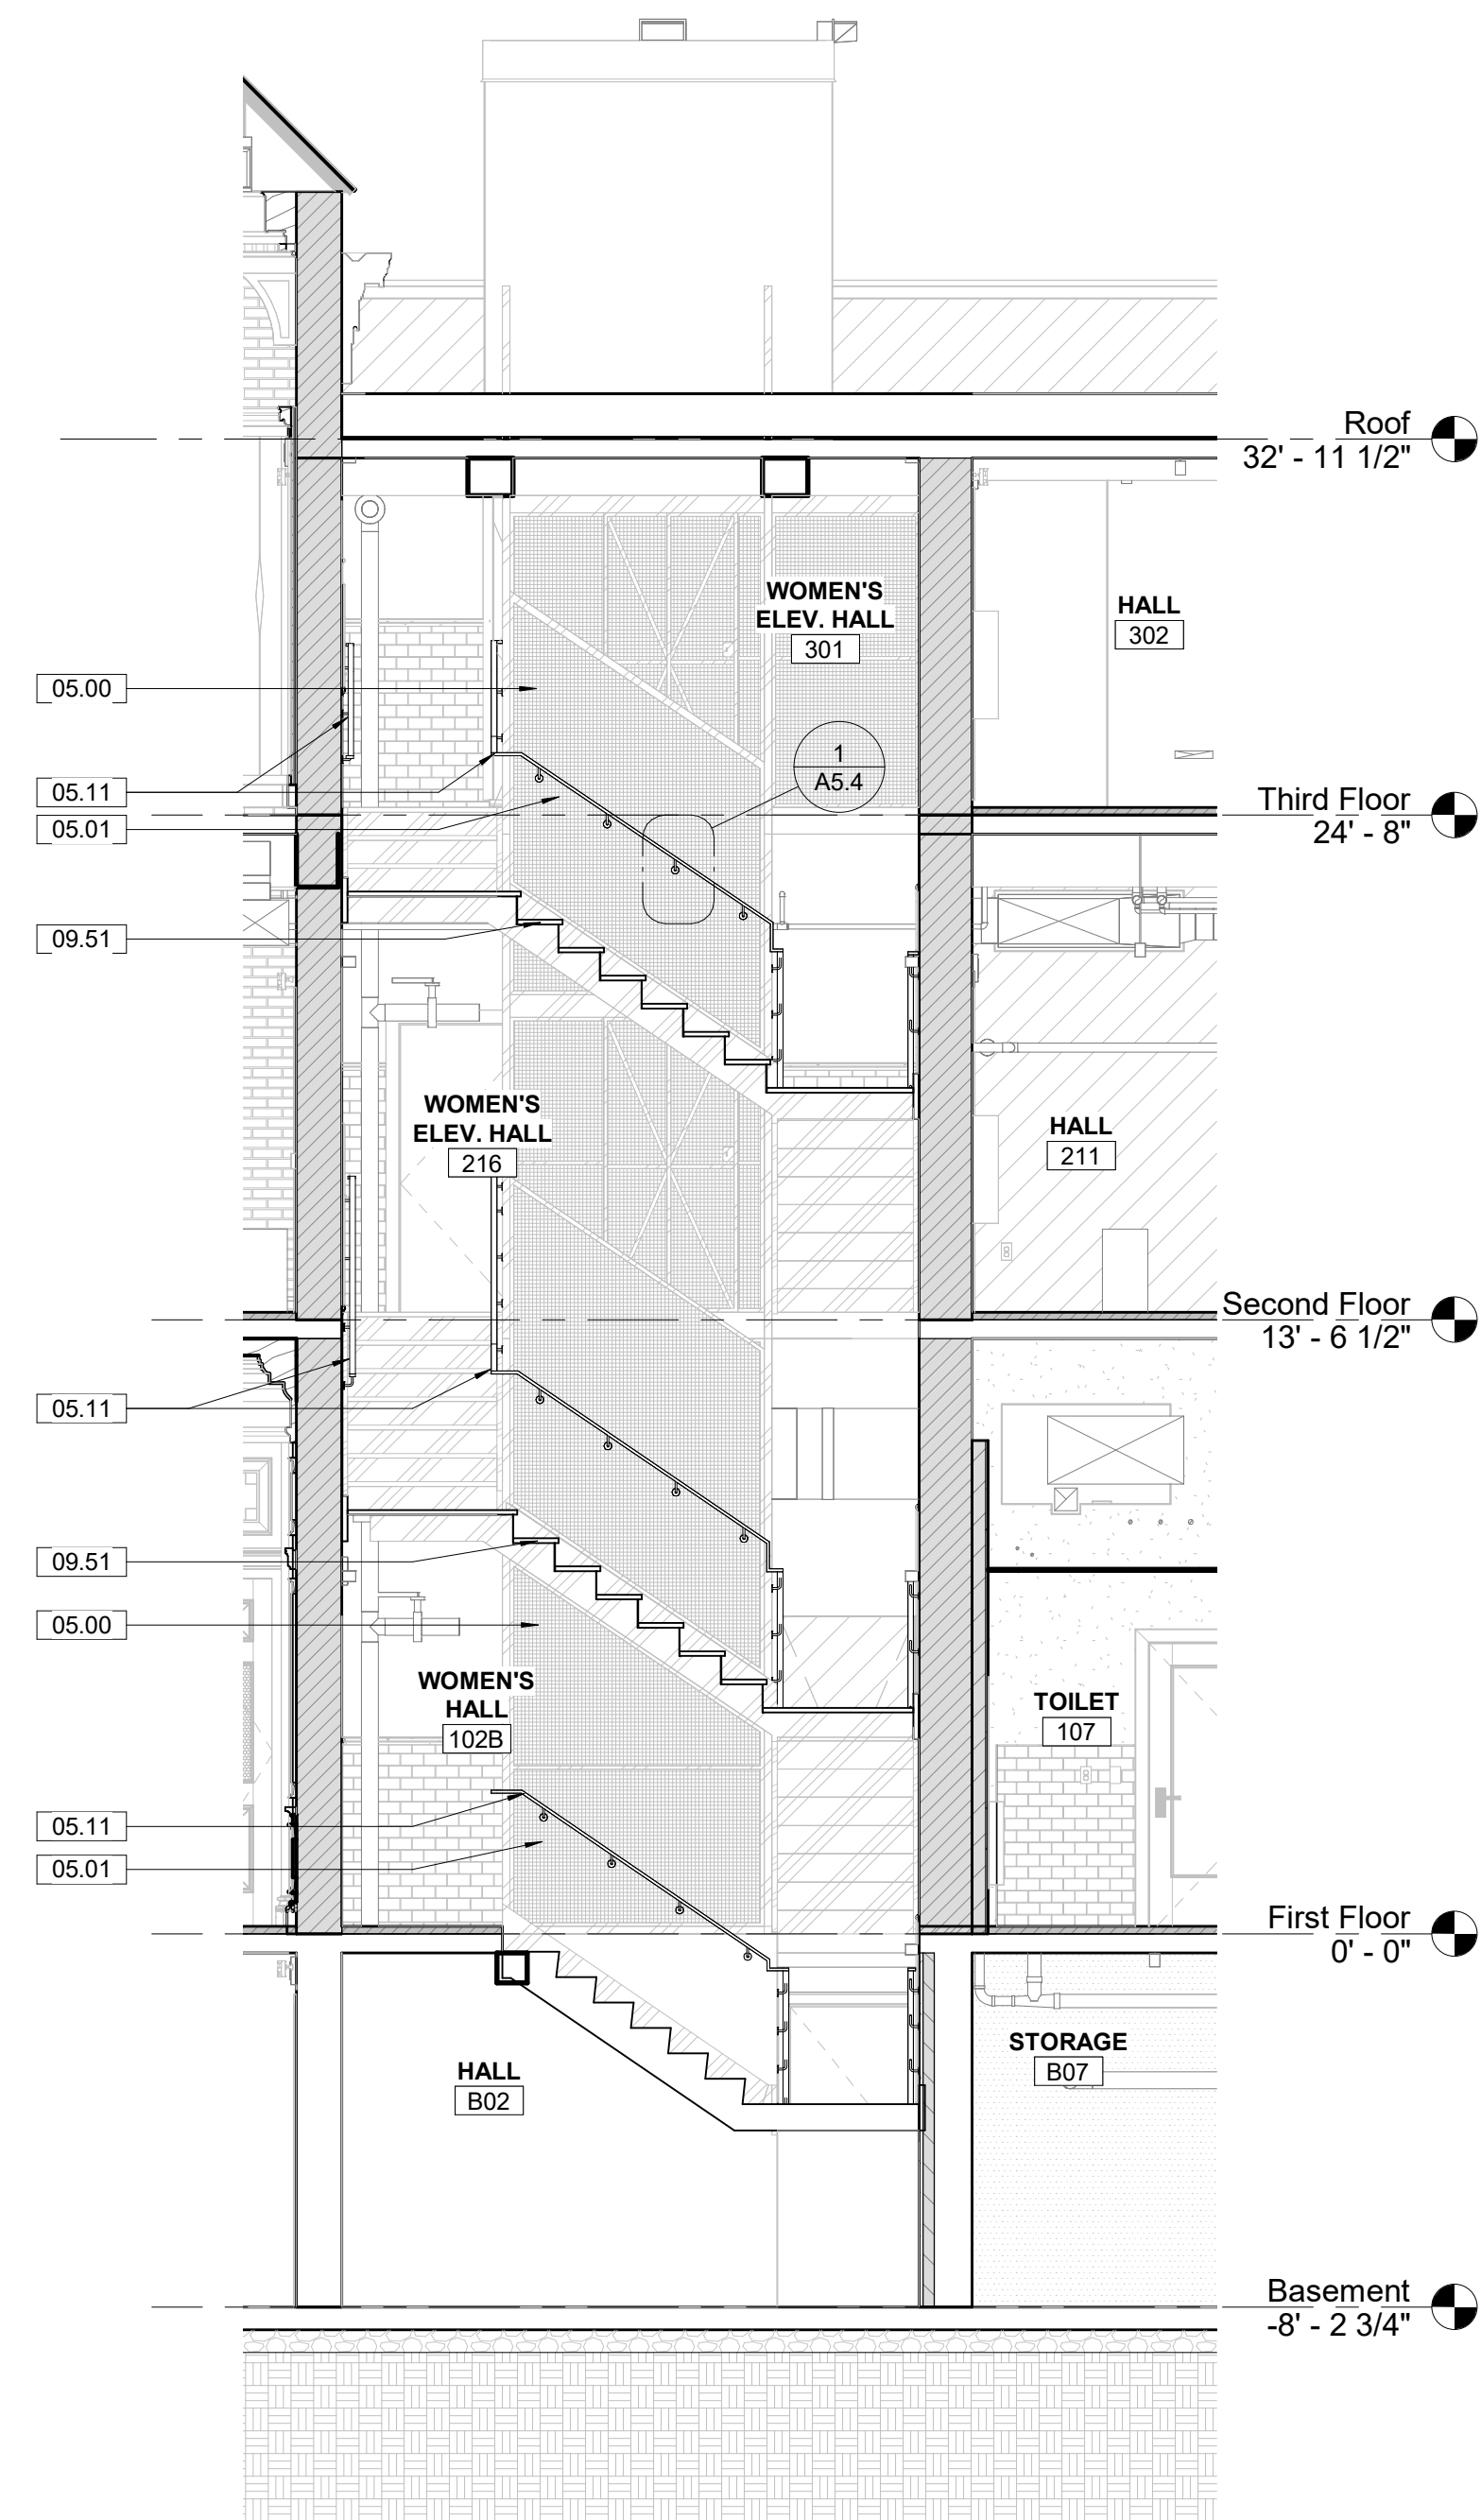 Roof
32' - 11 1/2"
WOMEN'S
ELEV. HALL
301
HALL
302
05.00
1
A5.4
05.11
Third Floor
24' - 8"
05.01
09.51
WOMEN'S
ELEV. HALL
216
HALL
211
Second Floor
13' - 6 1/2"
05.11
09.51
05.00
WOMEN'S
HALL
102B
TOILET
107
05.11
05.01
First Floor
0' - 0"
STORAGE
B07
HALL
B02
Basement
-8' - 2 3/4"